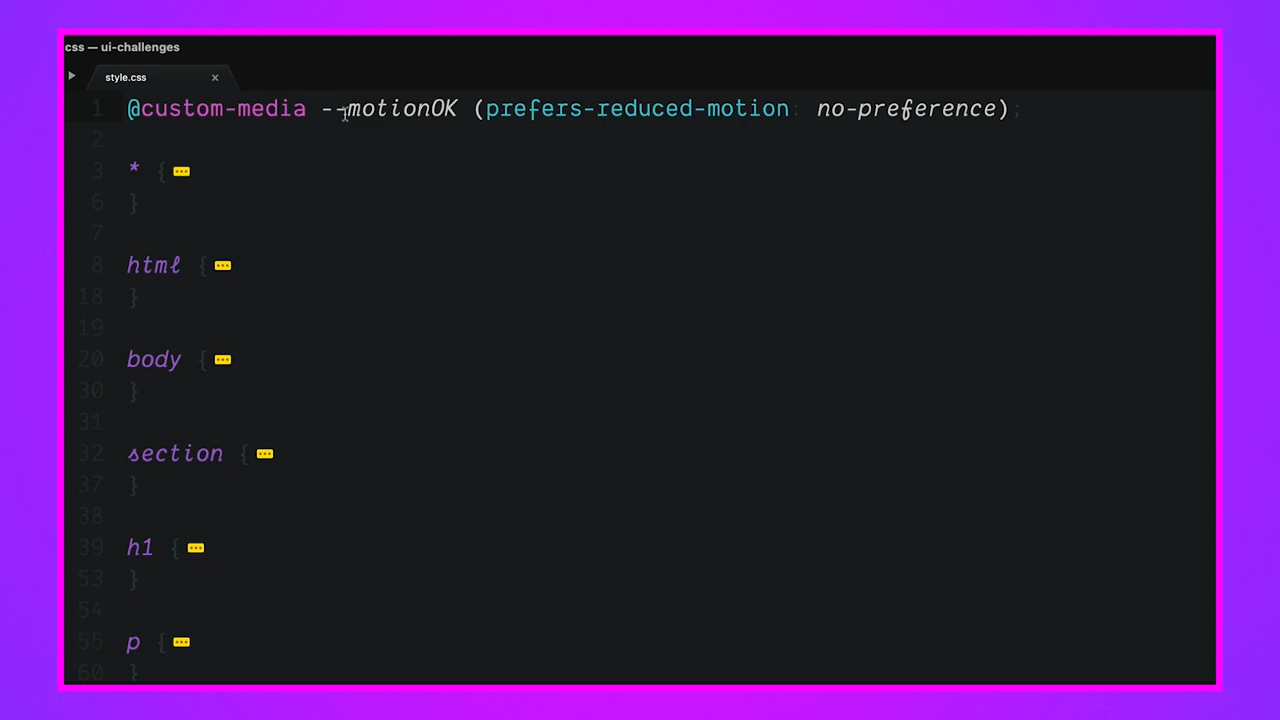 css — ui-challenges
style.css ×
1 @custom-media --motionOK (prefers-reduced-motion: no-preference);
2
3 * {
6 }
7
8 html {
18 }
19
20 body {
30 }
31
32 section {
37 }
38
39 h1 {
53 }
54
55 p {
60 }